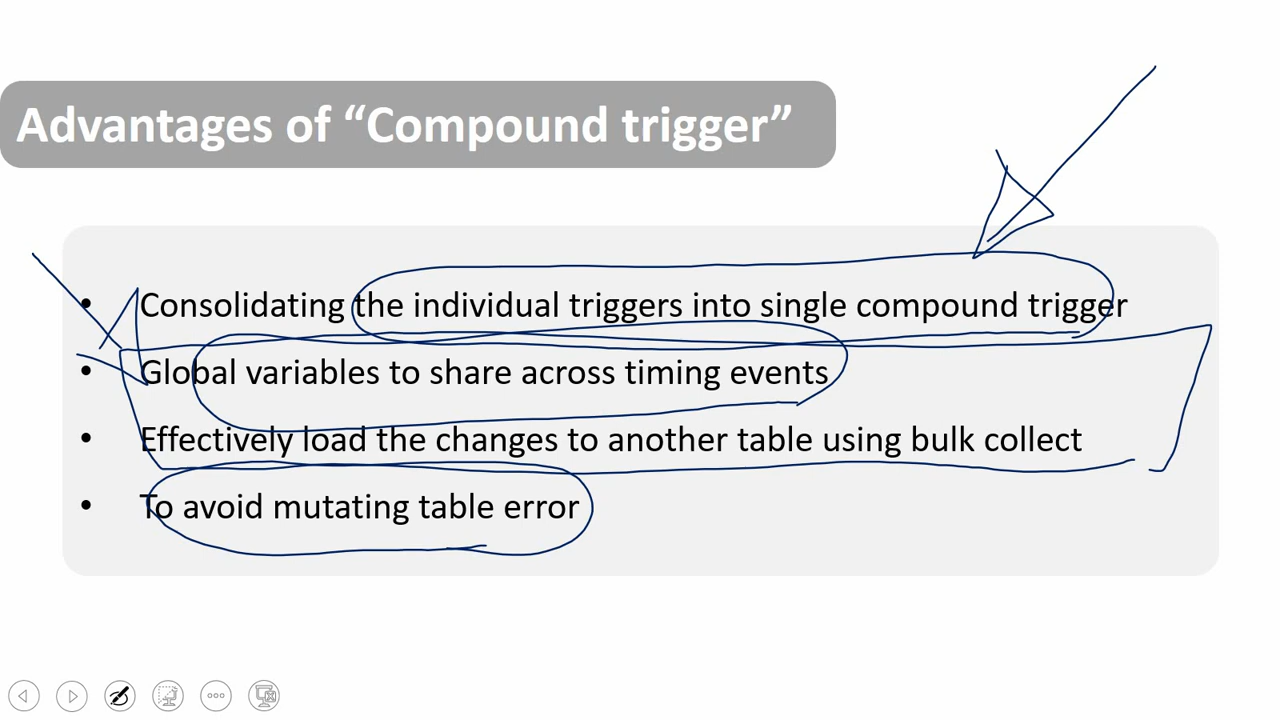 Advantages of “Compound trigger”
• Consolidating the individual triggers into single compound trigger
• Global variables to share across timing events
• Effectively load the changes to another table using bulk collect
• To avoid mutating table error